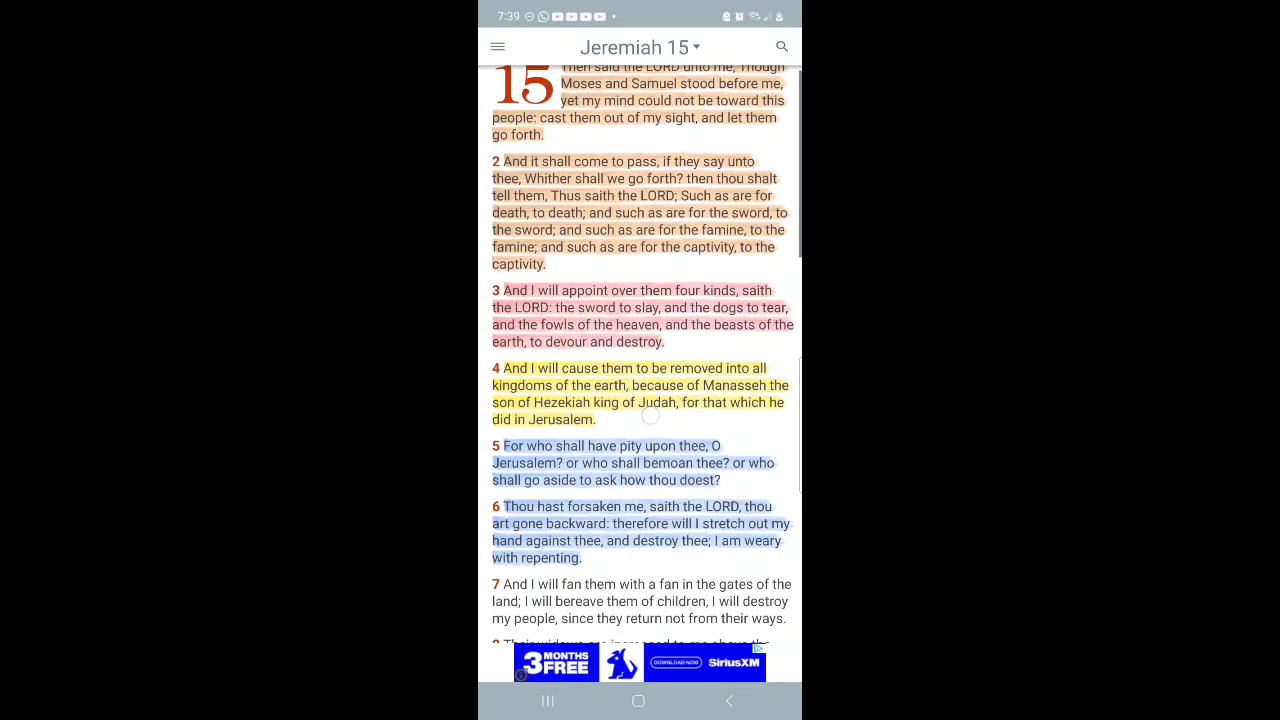 7:39
Jeremiah 15
15 Then said the LORD unto me, Though
Moses and Samuel stood before me,
yet my mind could not be toward this
people: cast them out of my sight, and let them
go forth.
2 And it shall come to pass, if they say unto
thee, Whither shall we go forth? then thou shalt
tell them, Thus saith the LORD; Such as are for
death, to death; and such as are for the sword, to
the sword; and such as are for the famine, to the
famine; and such as are for the captivity, to the
captivity.
3 And I will appoint over them four kinds, saith
the LORD: the sword to slay, and the dogs to tear,
and the fowls of the heaven, and the beasts of the
earth, to devour and destroy.
4 And I will cause them to be removed into all
kingdoms of the earth, because of Manasseh the
son of Hezekiah king of Judah, for that which he
did in Jerusalem.
5 For who shall have pity upon thee, O
Jerusalem? or who shall bemoan thee? or who
shall go aside to ask how thou doest?
6 Thou hast forsaken me, saith the LORD, thou
art gone backward: therefore will I stretch out my
hand against thee, and destroy thee; I am weary
with repenting.
7 And I will fan them with a fan in the gates of the
land; I will bereave them of children, I will destroy
my people, since they return not from their ways.
8 Their widows are increased to me above the
3 MONTHS FREE
DOWNLOAD NOW
SiriusXM